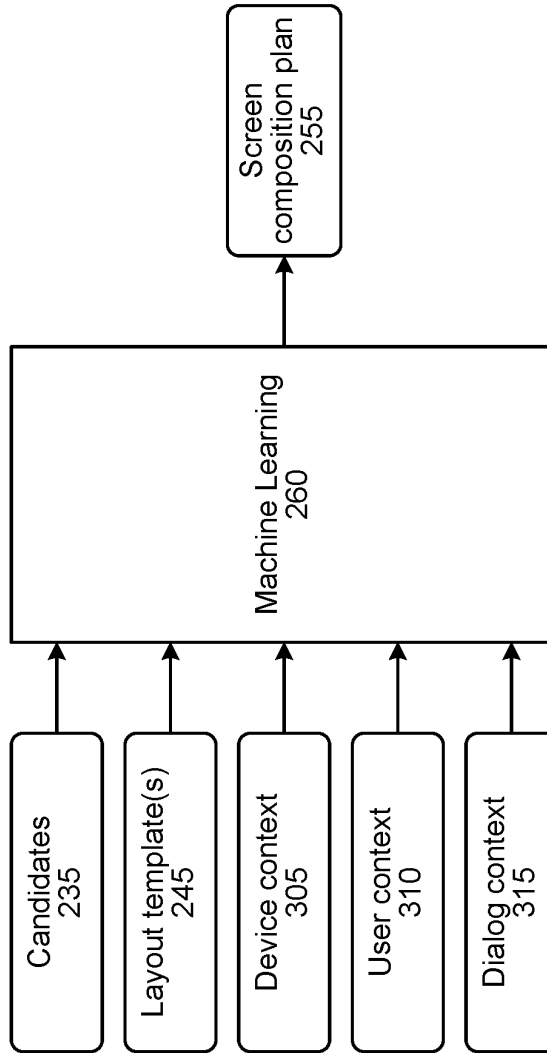 Candidates
235
Layout template(s)
245
Device context
305
User context
310
Dialog context
315
Machine Learning
260
Screen
composition plan
255